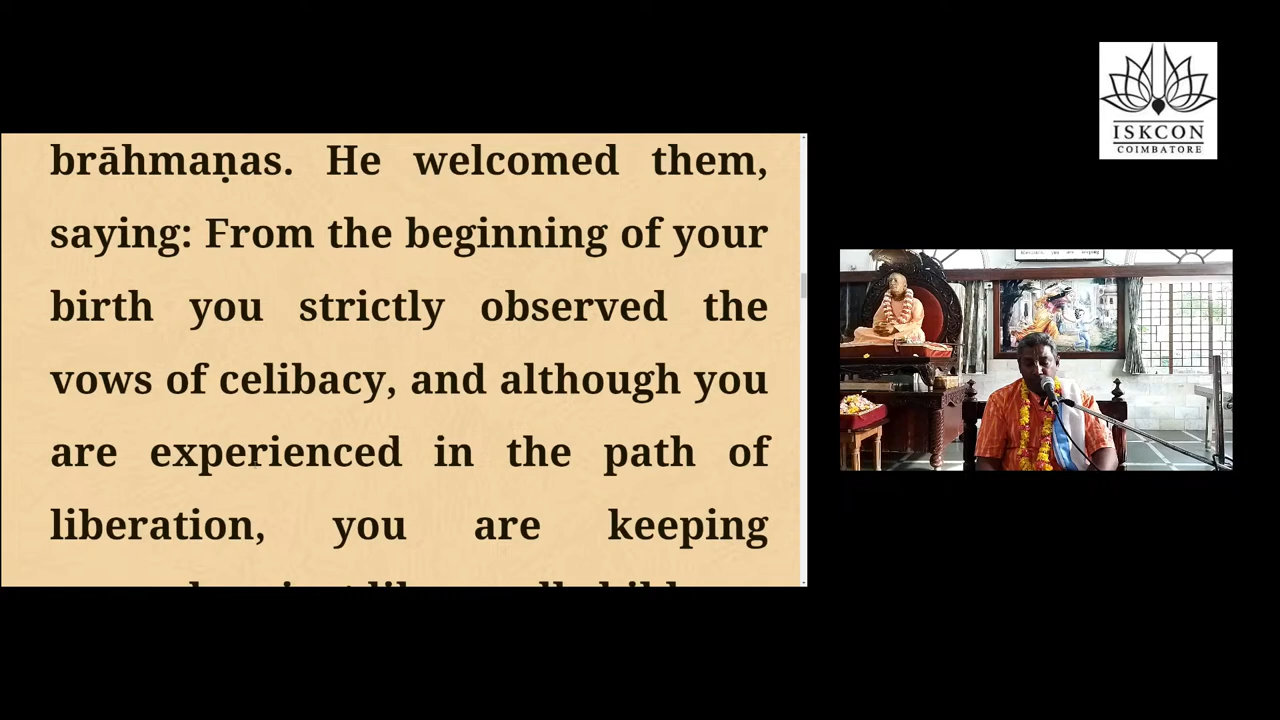 brāhmaṇas. He welcomed them,
saying: From the beginning of your
birth you strictly observed the
vows of celibacy, and although you
are experienced in the path of
liberation, you are keeping
ISKCON
COIMBATORE